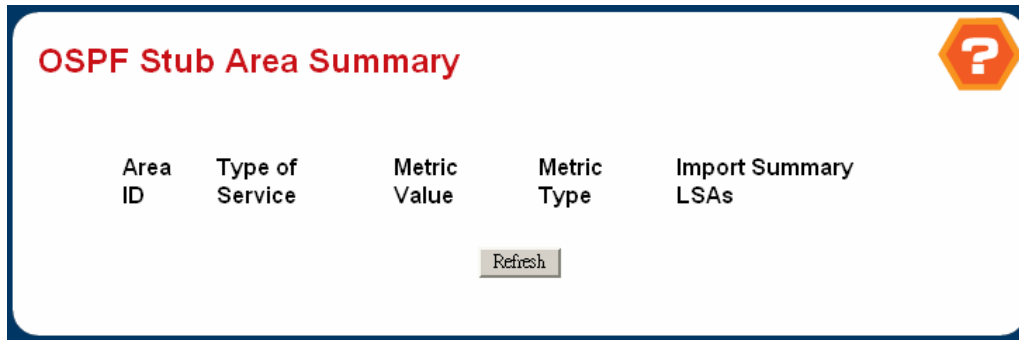 OSPF Stub Area Summary
?
Area ID Type of Service Metric Value Metric Type Import Summary LSAs
Refresh